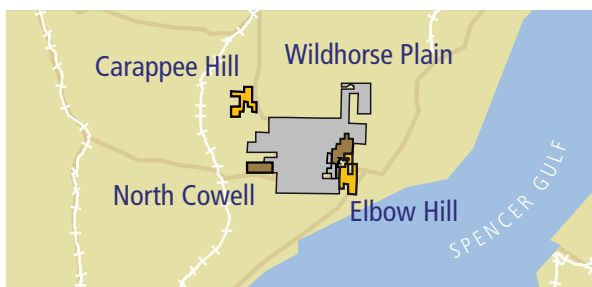 Wildhorse Plain
Carappee Hill
North Cowell
Elbow Hill
SPENCER GULF